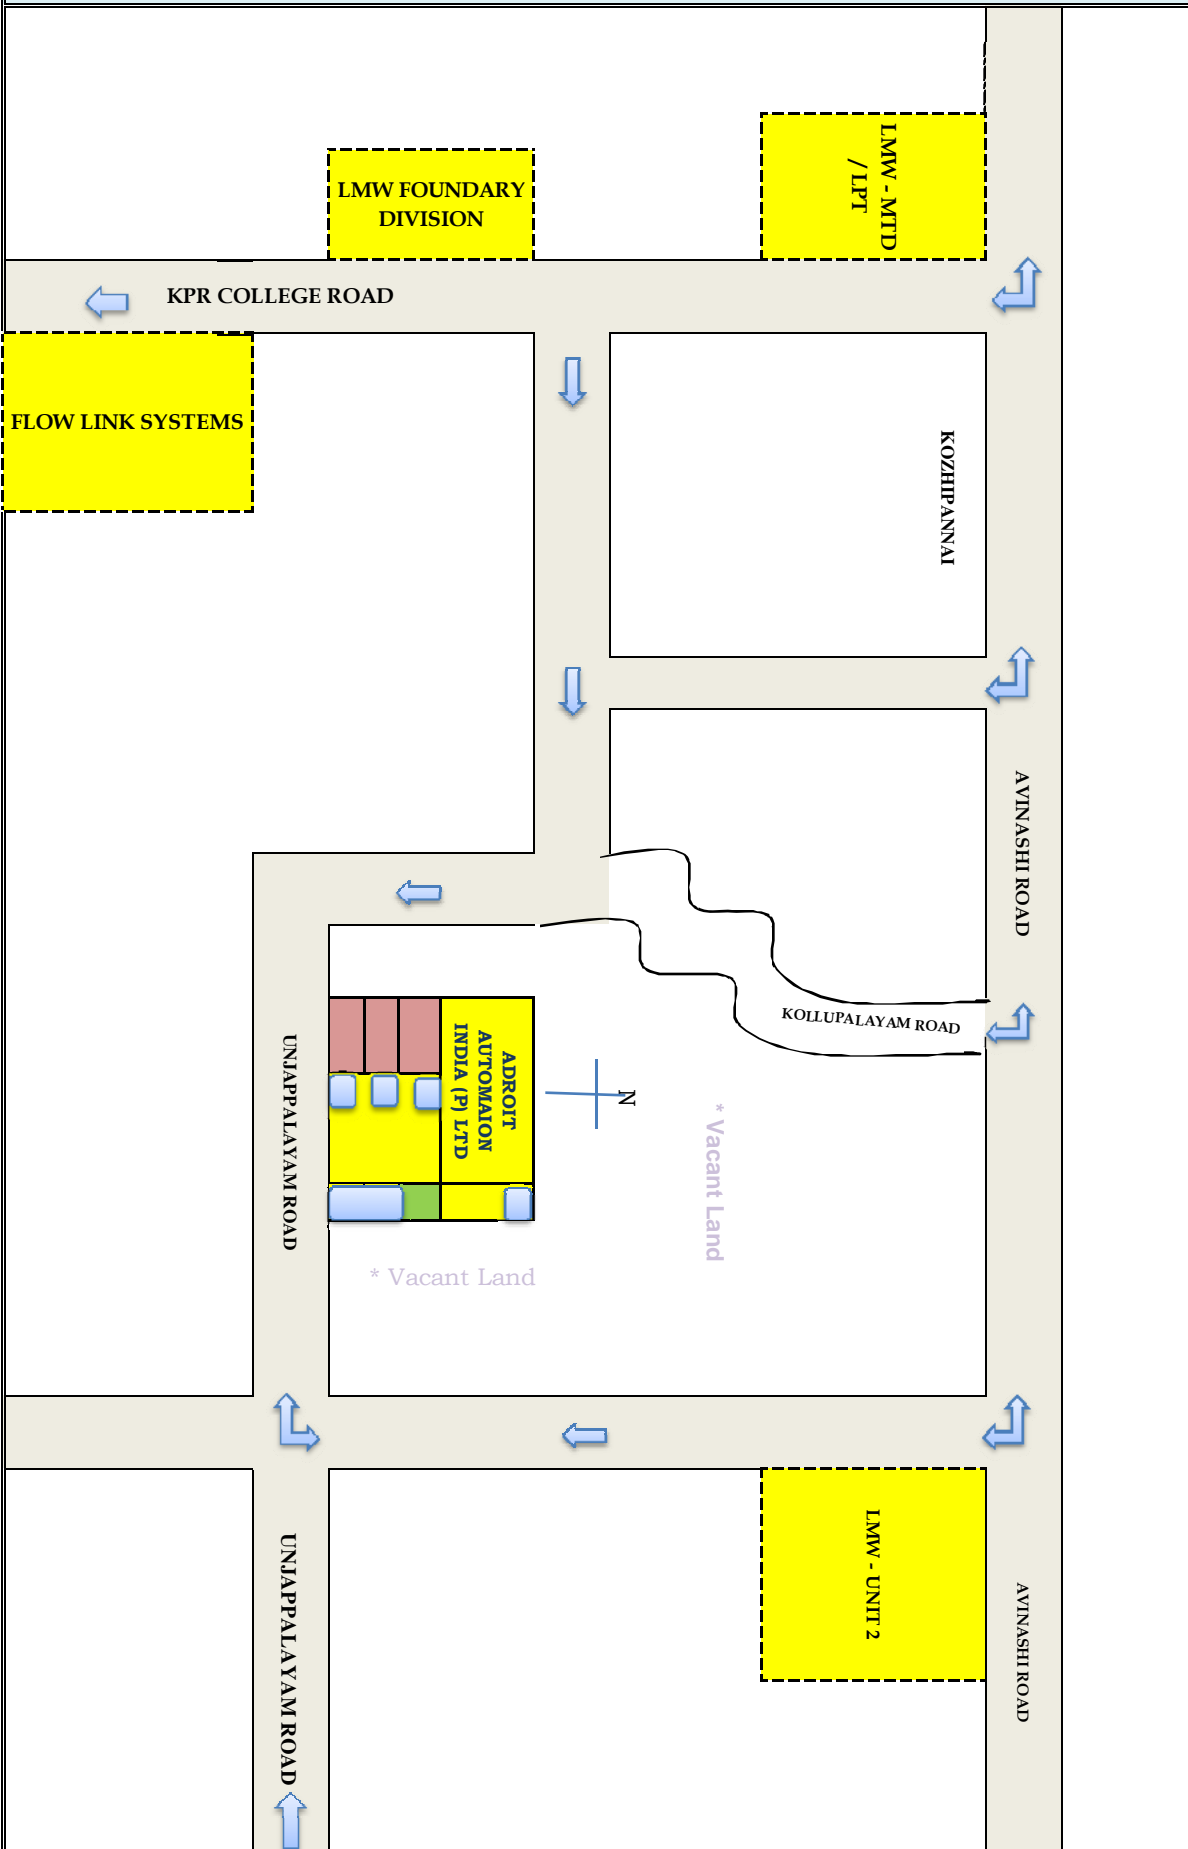 LMW - MTD
/ LPT
LMW FOUNDARY
DIVISION
KPR COLLEGE ROAD
FLOW LINK SYSTEMS
KOZHIPANNAI
AVINASHI ROAD
KOLLUPALAYAM ROAD
UNJAPPALAYAM ROAD
ADROIT
AUTOMAION
INDIA (P) LTD
N
* Vacant Land
* Vacant Land
LMW - UNIT 2
UNJAPPALAYAM ROAD
AVINASHI ROAD